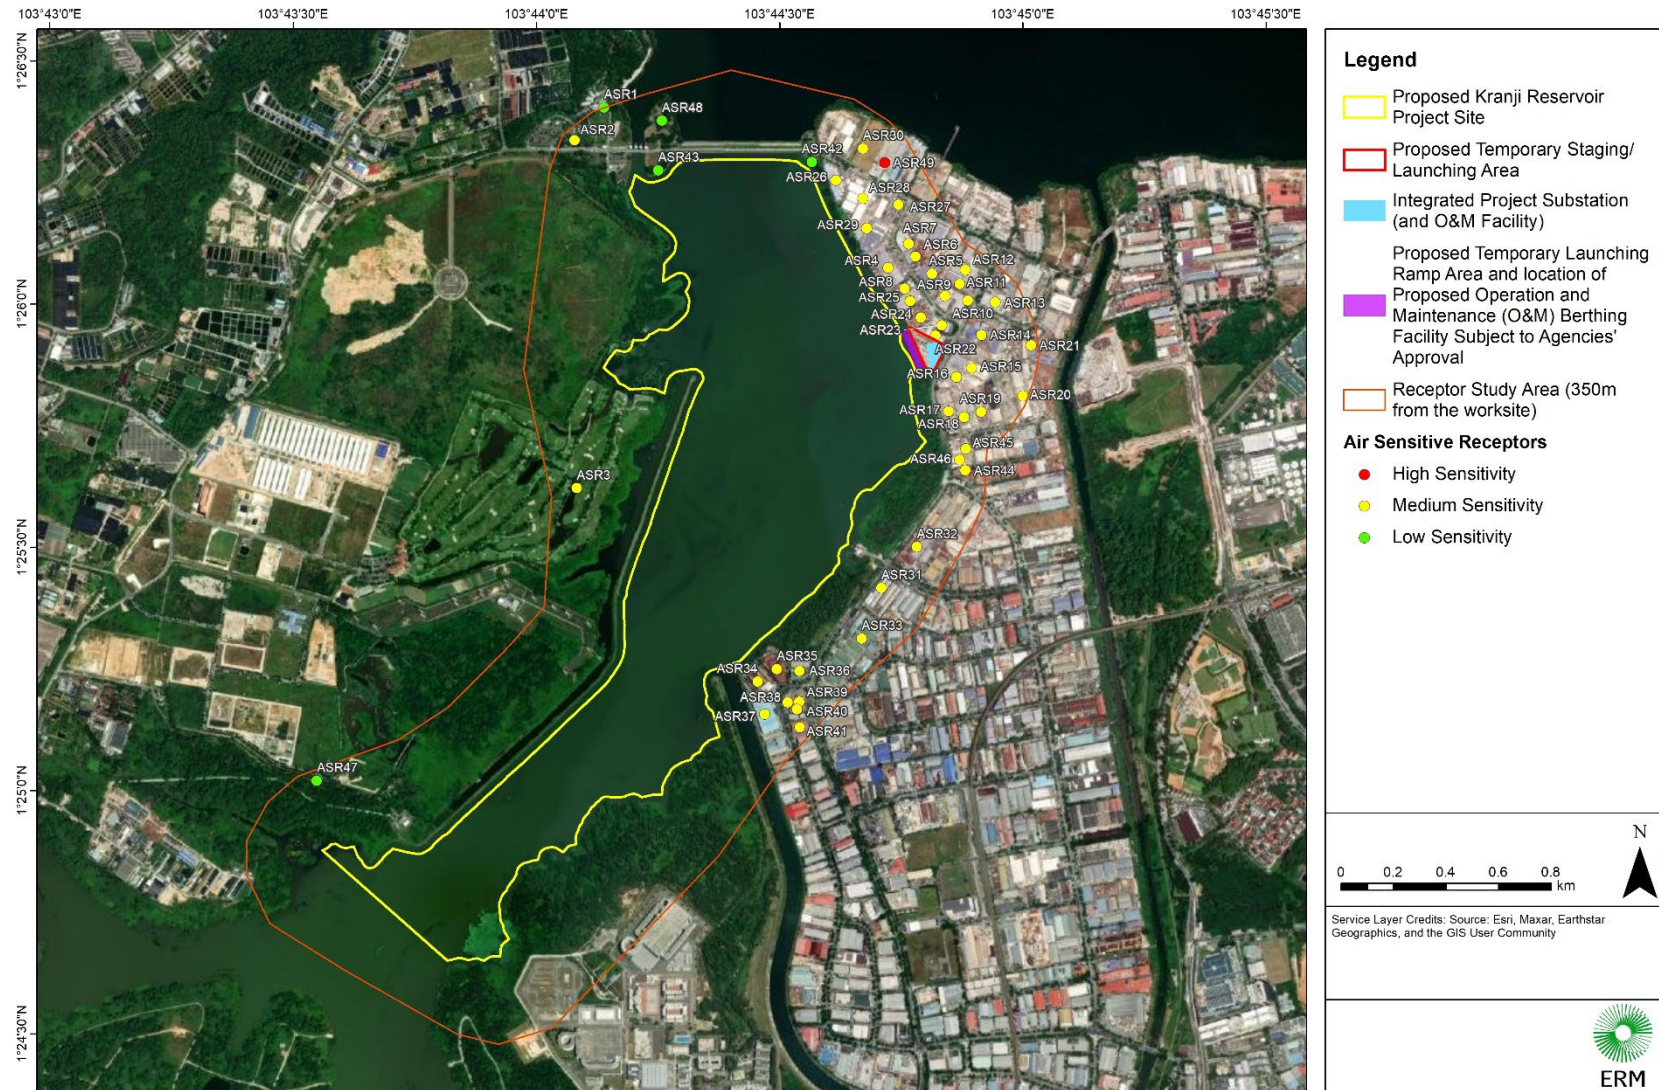 103°43'0"E
103°43'30"E
103°44'0"E
103°44'30"E
103°45'0"E
103°45'30"E
1°26'30"N
1°26'0"N
1°25'30"N
1°25'0"N
1°24'30"N
ASR1
ASR48
ASR2
ASR43
ASR42
ASR30
ASR49
ASR26
ASR28
ASR27
ASR29
ASR7
ASR6
ASR4
ASR5
ASR12
ASR8
ASR9
ASR11
ASR25
ASR13
ASR24
ASR10
ASR23
ASR14
ASR22
ASR21
ASR16
ASR15
ASR20
ASR17
ASR19
ASR18
ASR45
ASR46
ASR44
ASR3
ASR32
ASR31
ASR33
ASR34
ASR35
ASR36
ASR38
ASR39
ASR37
ASR40
ASR41
ASR47
Legend
Proposed Kranji Reservoir
Project Site
Proposed Temporary Staging/
Launching Area
Integrated Project Substation
(and O&M Facility)
Proposed Temporary Launching
Ramp Area and location of
Proposed Operation and
Maintenance (O&M) Berthing
Facility Subject to Agencies'
Approval
Receptor Study Area (350m
from the worksite)
Air Sensitive Receptors
High Sensitivity
Medium Sensitivity
Low Sensitivity
N
0 0.2 0.4 0.6 0.8
km
Service Layer Credits: Source: Esri, Maxar, Earthstar
Geographics, and the GIS User Community
ERM